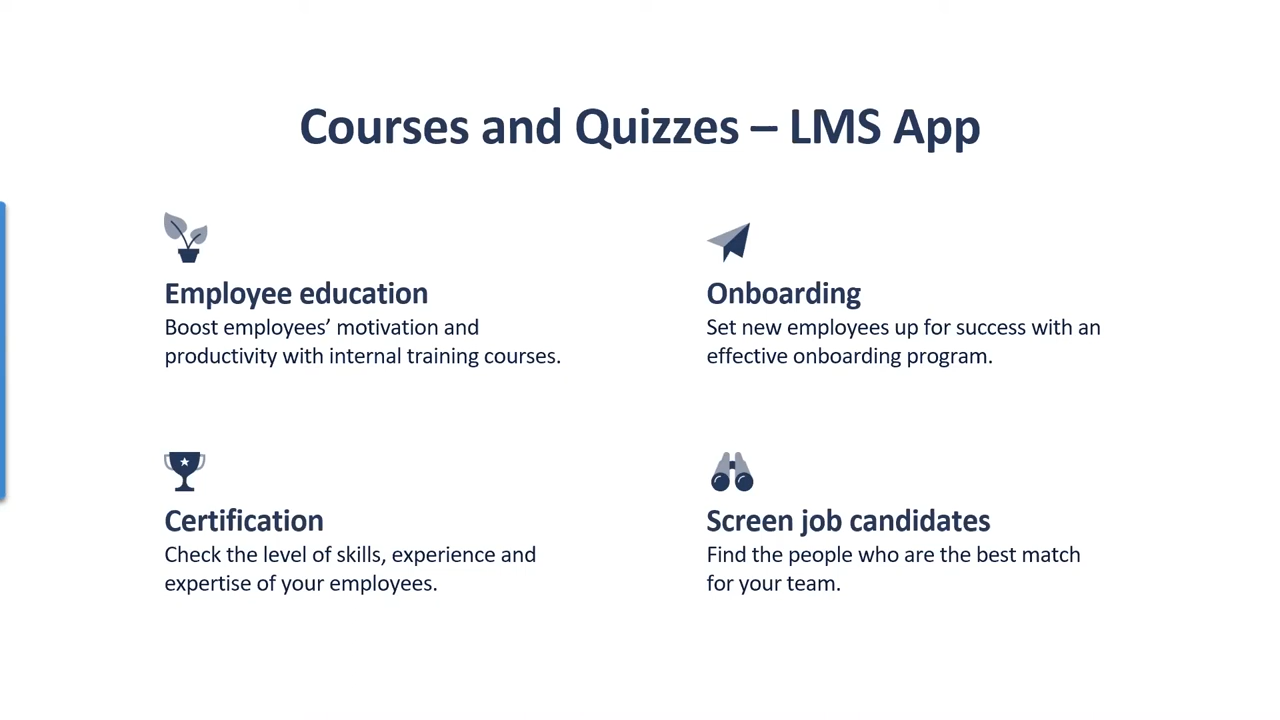 Courses and Quizzes – LMS App
Employee education
Boost employees’ motivation and
productivity with internal training courses.
Onboarding
Set new employees up for success with an
effective onboarding program.
Certification
Check the level of skills, experience and
expertise of your employees.
Screen job candidates
Find the people who are the best match
for your team.